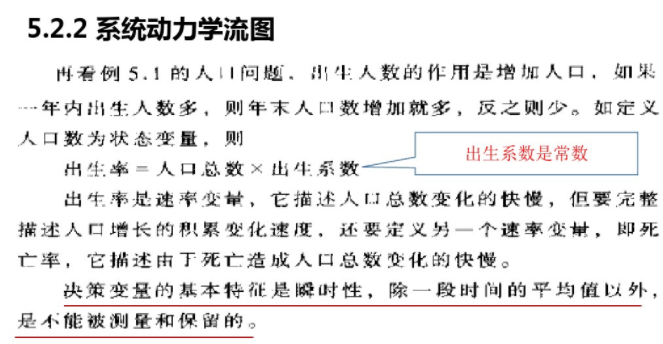 5.2.2 系统动力学流图
再看例 5.1 的人口问题，出生人数的作用是增加人口，如果
一年内出生人数多，则年末人口数增加就多，反之则少。如定义
人口数为状态变量，则
出生率＝人口总数×出生系数
出生系数是常数
出生率是速率变量，它描述人口总数变化的快慢，但要完整
描述人口增长的积累变化速度，还要定义另一个速率变量，即死
亡率，它描述由于死亡造成人口总数变化的快慢。
决策变量的基本特征是瞬时性，除一段时间的平均值以外，
是不能被测量和保留的。